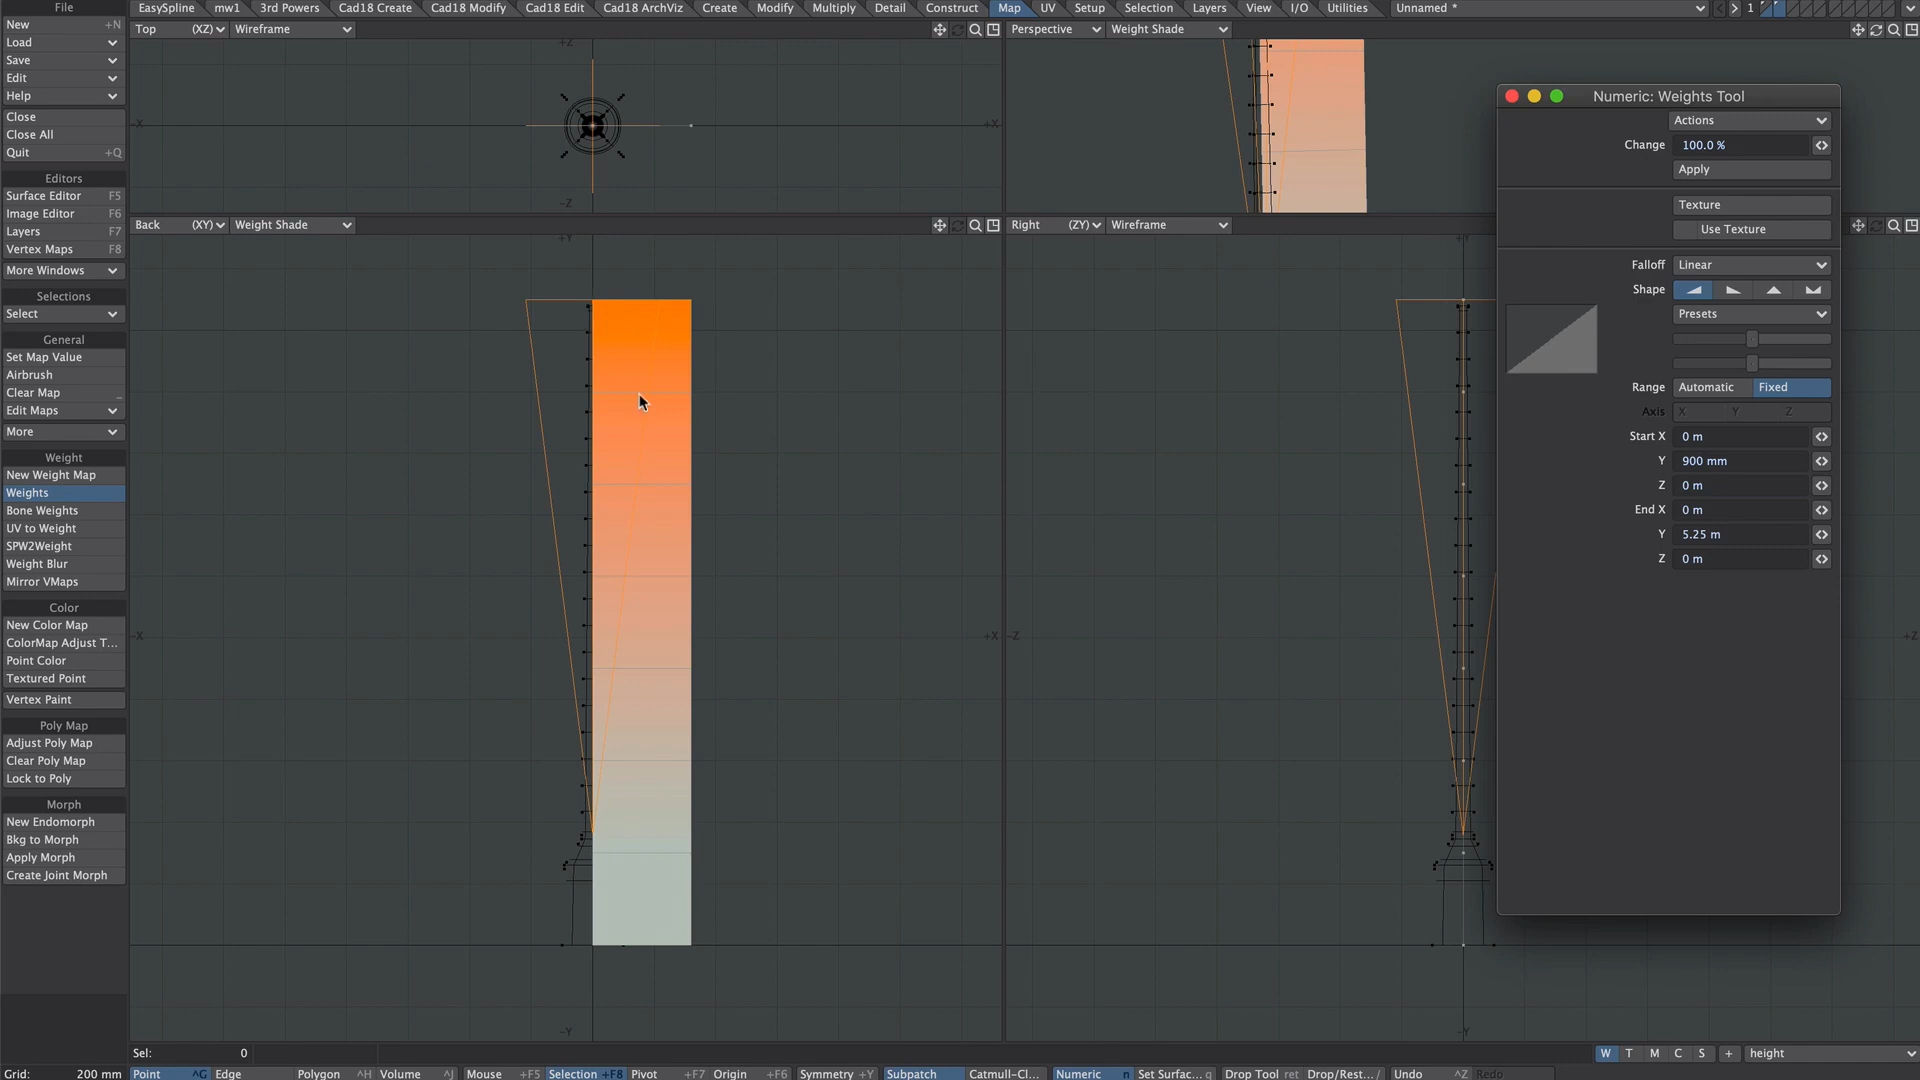 File EasySpline mw1 3rd Powers Cad18 Create Cad18 Modify Cad18 Edit Cad18 ArchViz Create Modify Multiply Detail Construct Map UV Setup Selection Layers View I/O Utilities Unnamed * 1
New +N
Load
Save
Edit
Help
Close
Close All
Quit +Q
Editors
Surface Editor F5
Image Editor F6
Layers F7
Vertex Maps F8
More Windows
Selections
Select
General
Set Map Value
Airbrush
Clear Map _
Edit Maps
More
Weight
New Weight Map
Weights
Bone Weights
UV to Weight
SPW2Weight
Weight Blur
Mirror VMaps
Color
New Color Map
ColorMap Adjust T...
Point Color
Textured Point
Vertex Paint
Poly Map
Adjust Poly Map
Clear Poly Map
Lock to Poly
Morph
New Endomorph
Bkg to Morph
Apply Morph
Create Joint Morph
Top (XZ) Wireframe
+Z
-X +X
-Z
Perspective Weight Shade
Back (XY) Weight Shade
+Y
-X +X
-Y
Right (ZY) Wireframe
+Y
-Z +Z
-Y
Numeric: Weights Tool
Actions
Change 100.0 %
Apply
Texture
Use Texture
Falloff Linear
Shape
Presets
Range Automatic Fixed
Axis X Y Z
Start X 0 m
Y 900 mm
Z 0 m
End X 0 m
Y 5.25 m
Z 0 m
Sel: 0 W T M C S + height
Grid: 200 mm Point ^G Edge Polygon ^H Volume ^J Mouse +F5 Selection +F8 Pivot +F7 Origin +F6 Symmetry +Y Subpatch Catmull-Cl... Numeric n Set Surfac... q Drop Tool ret Drop/Rest... / Undo ^Z Redo